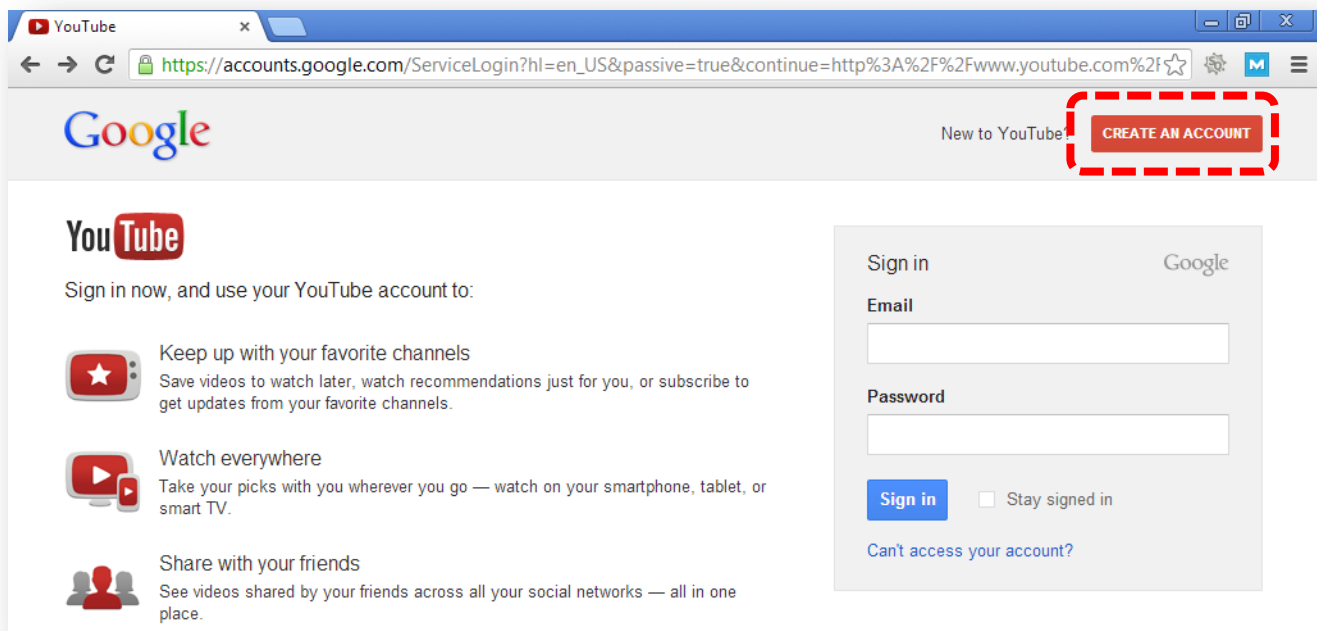 YouTube
https://accounts.google.com/ServiceLogin?hl=en_US&passive=true&continue=http%3A%2F%2Fwww.youtube.com%2F
M
Google
New to YouTube?
CREATE AN ACCOUNT
YouTube
Sign in now, and use your YouTube account to:
Keep up with your favorite channels
Save videos to watch later, watch recommendations just for you, or subscribe to
get updates from your favorite channels.
Watch everywhere
Take your picks with you wherever you go — watch on your smartphone, tablet, or
smart TV.
Share with your friends
See videos shared by your friends across all your social networks — all in one
place.
Sign in
Google
Email
Password
Sign in
Stay signed in
Can't access your account?